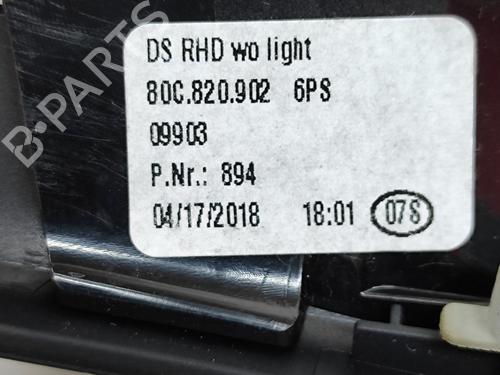 DS RHD wo light
80C.820.902 6PS
09903
P.Nr.: 894
04/17/2018 18:01 07S
B-PARTS